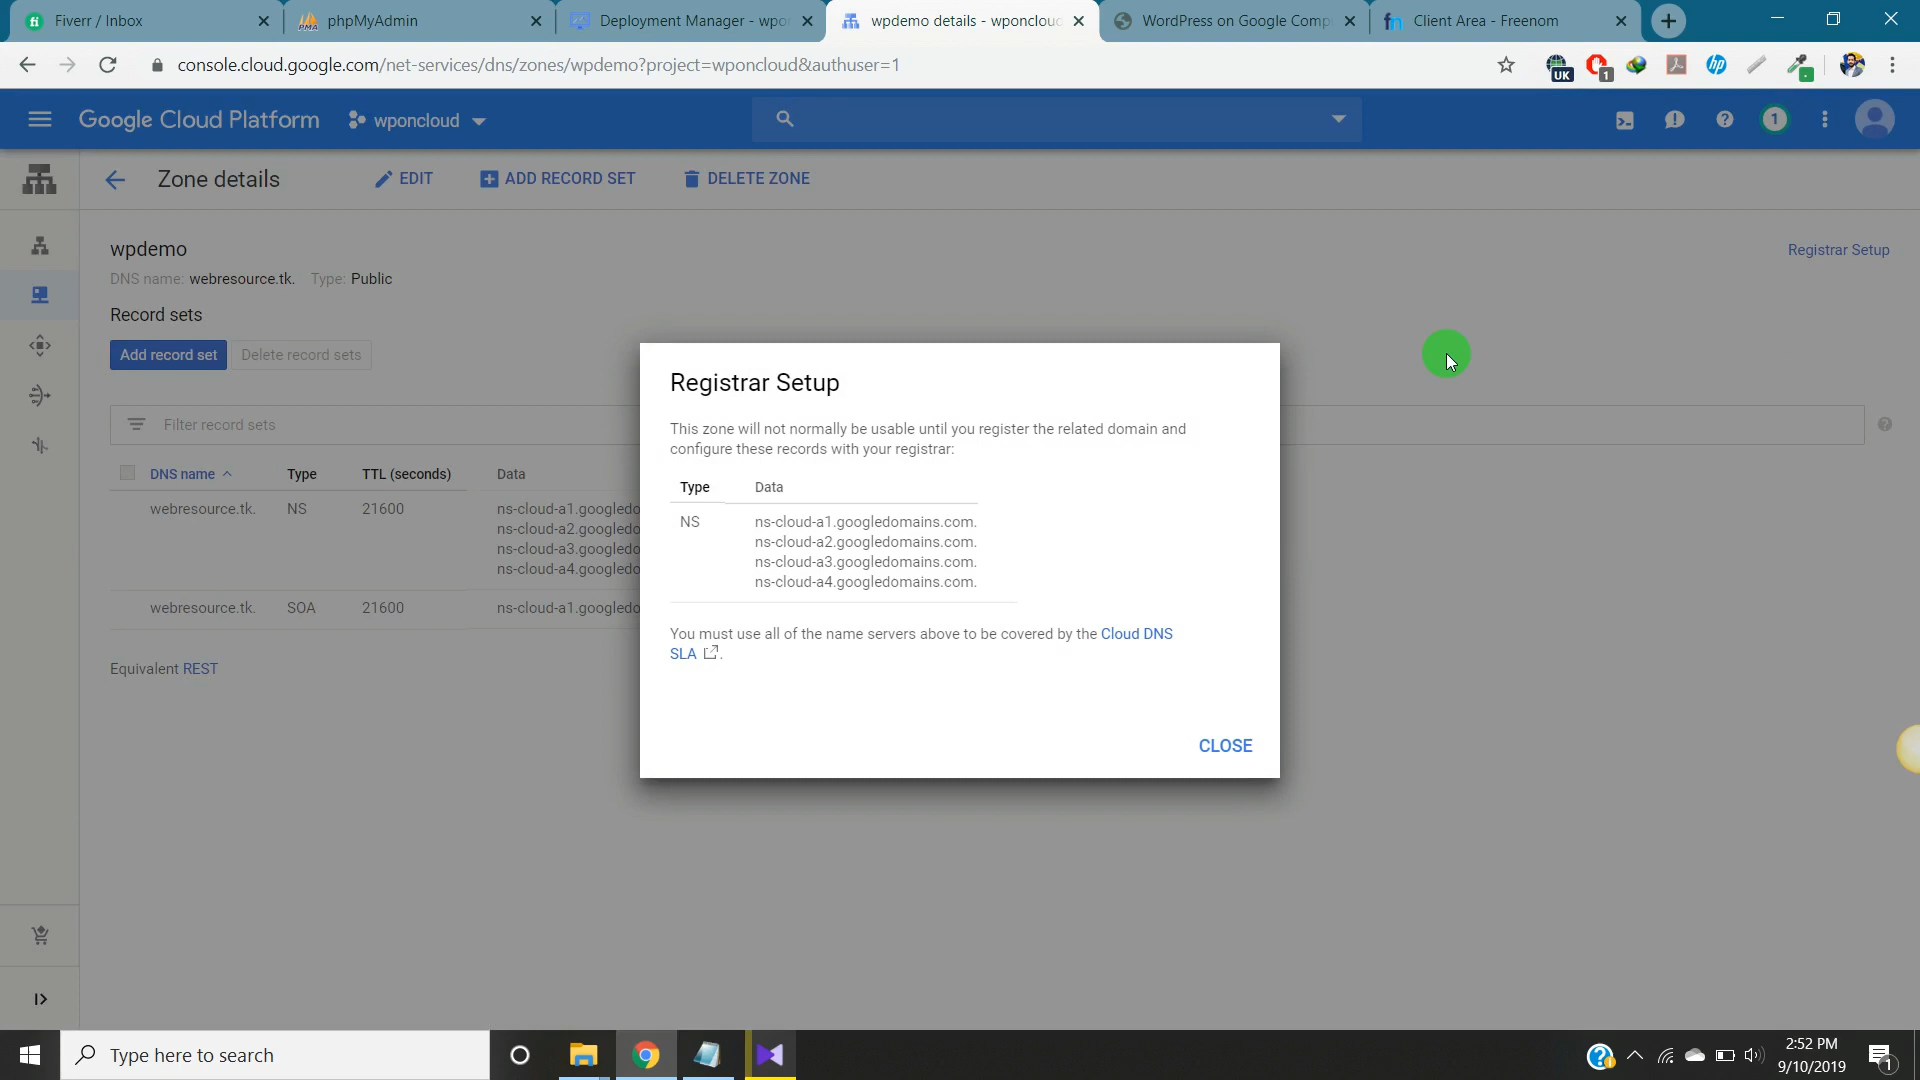 Fiverr / Inbox
phpMyAdmin
Deployment Manager - wpon
wpdemo details - wponcloud
WordPress on Google Comp
Client Area - Freenom
console.cloud.google.com/net-services/dns/zones/wpdemo?project=wponcloud&authuser=1
UK
1
Google Cloud Platform
wponcloud
1
Zone details
EDIT
ADD RECORD SET
DELETE ZONE
wpdemo
Registrar Setup
DNS name: webresource.tk. Type: Public
Record sets
Add record set
Delete record sets
Filter record sets
DNS name
Type
TTL (seconds)
Data
webresource.tk. NS 21600 ns-cloud-a1.googledo
ns-cloud-a2.googledo
ns-cloud-a3.googledo
ns-cloud-a4.googledo
webresource.tk. SOA 21600 ns-cloud-a1.googledo
Equivalent REST
Registrar Setup
This zone will not normally be usable until you register the related domain and
configure these records with your registrar:
Type Data
NS ns-cloud-a1.googledomains.com.
ns-cloud-a2.googledomains.com.
ns-cloud-a3.googledomains.com.
ns-cloud-a4.googledomains.com.
You must use all of the name servers above to be covered by the Cloud DNS
SLA .
CLOSE
Type here to search
2:52 PM
9/10/2019
1